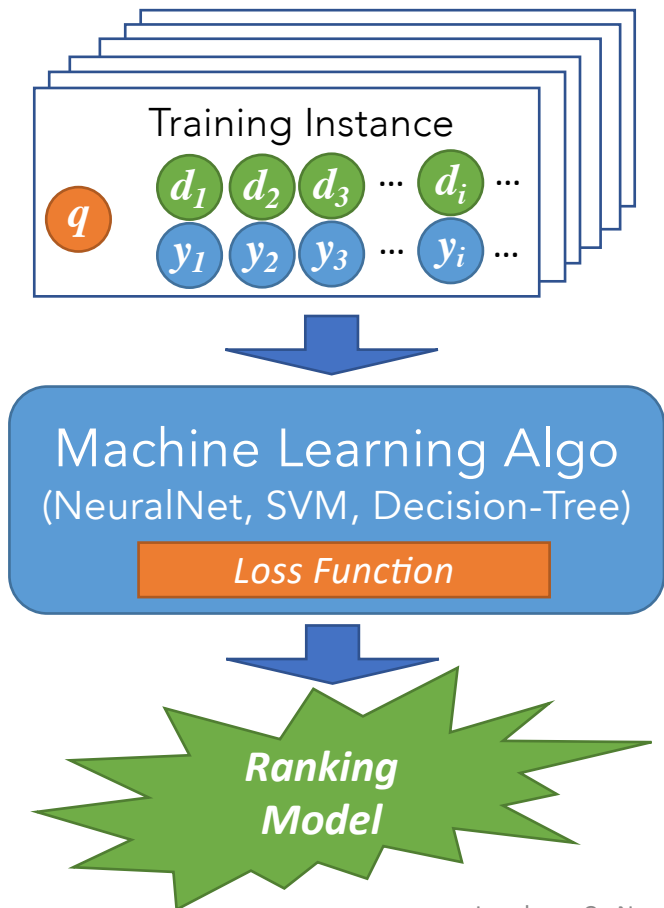 Training Instance
d1 d2 d3 ... di ...
q
y1 y2 y3 ... yi ...
Machine Learning Algo
(NeuralNet, SVM, Decision-Tree)
Loss Function
Ranking
Model